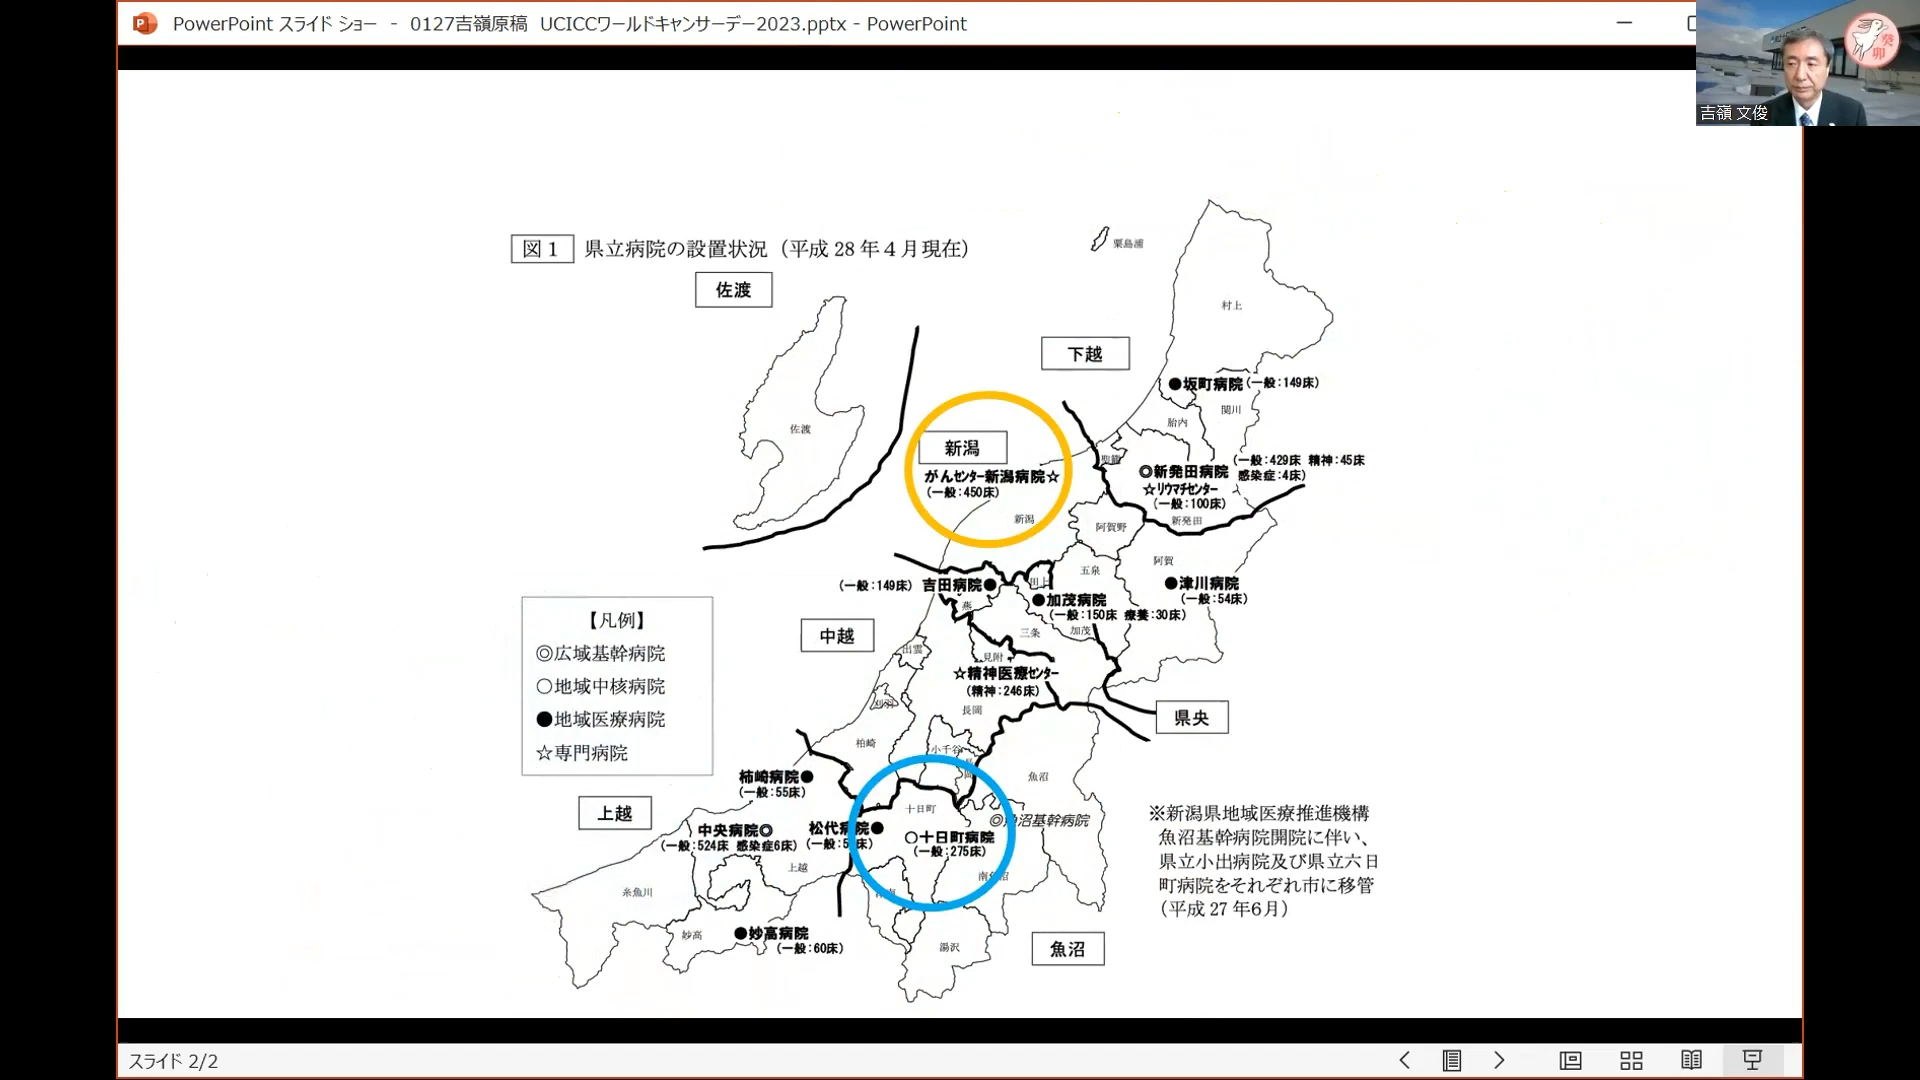 PowerPoint スライド ショー - 0127吉嶺原稿 UCICCワールドキャンサーデー2023.pptx - PowerPoint
癸
卯
吉嶺 文俊
図1 県立病院の設置状況（平成 28 年４月現在）
佐渡
粟島浦
村上
下越
●坂町病院(一般:149床)
関川
胎内
佐渡
新潟
聖籠
がんｾﾝﾀｰ新潟病院☆
(一般:450床)
新潟
◎新発田病院
(一般:429床 精神:45床
感染症:4床)
☆ﾘｳﾏﾁｾﾝﾀｰ
(一般:100床)
新発田
阿賀野
五泉
阿賀
●津川病院
(一般:54床)
(一般:149床) 吉田病院●
田上
燕
●加茂病院
(一般:150床 療養:30床)
三条
加茂
中越
出雲
見附
☆精神医療ｾﾝﾀｰ
(精神:246床)
長岡
県央
【凡例】
◎広域基幹病院
○地域中核病院
●地域医療病院
☆専門病院
刈羽
柏崎
小千谷
魚沼
柿崎病院●
(一般:55床)
上越
十日町
◎魚沼基幹病院
中央病院◎
(一般:524床 感染症6床)
松代病院●
○十日町病院
(一般:275床)
上越
糸魚川
妙高
●妙高病院
(一般:60床)
湯沢
魚沼
※新潟県地域医療推進機構
魚沼基幹病院開院に伴い、
県立小出病院及び県立六日
町病院をそれぞれ市に移管
（平成 27 年6月）
スライド 2/2